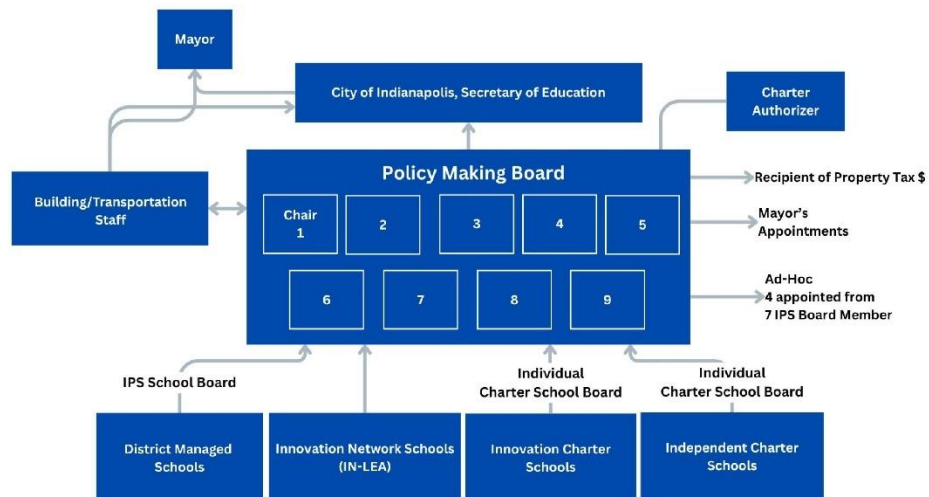 Mayor
City of Indianapolis, Secretary of Education
Charter
Authorizer
Policy Making Board
Building/Transportation
Staff
Chair
1
2
3
4
5
6
7
8
9
Recipient of Property Tax $
Mayor's
Appointments
Ad-Hoc
4 appointed from
7 IPS Board Member
IPS School Board
Individual
Charter School Board
Individual
Charter School Board
District Managed
Schools
Innovation Network Schools
(IN-LEA)
Innovation Charter
Schools
Independent Charter
Schools